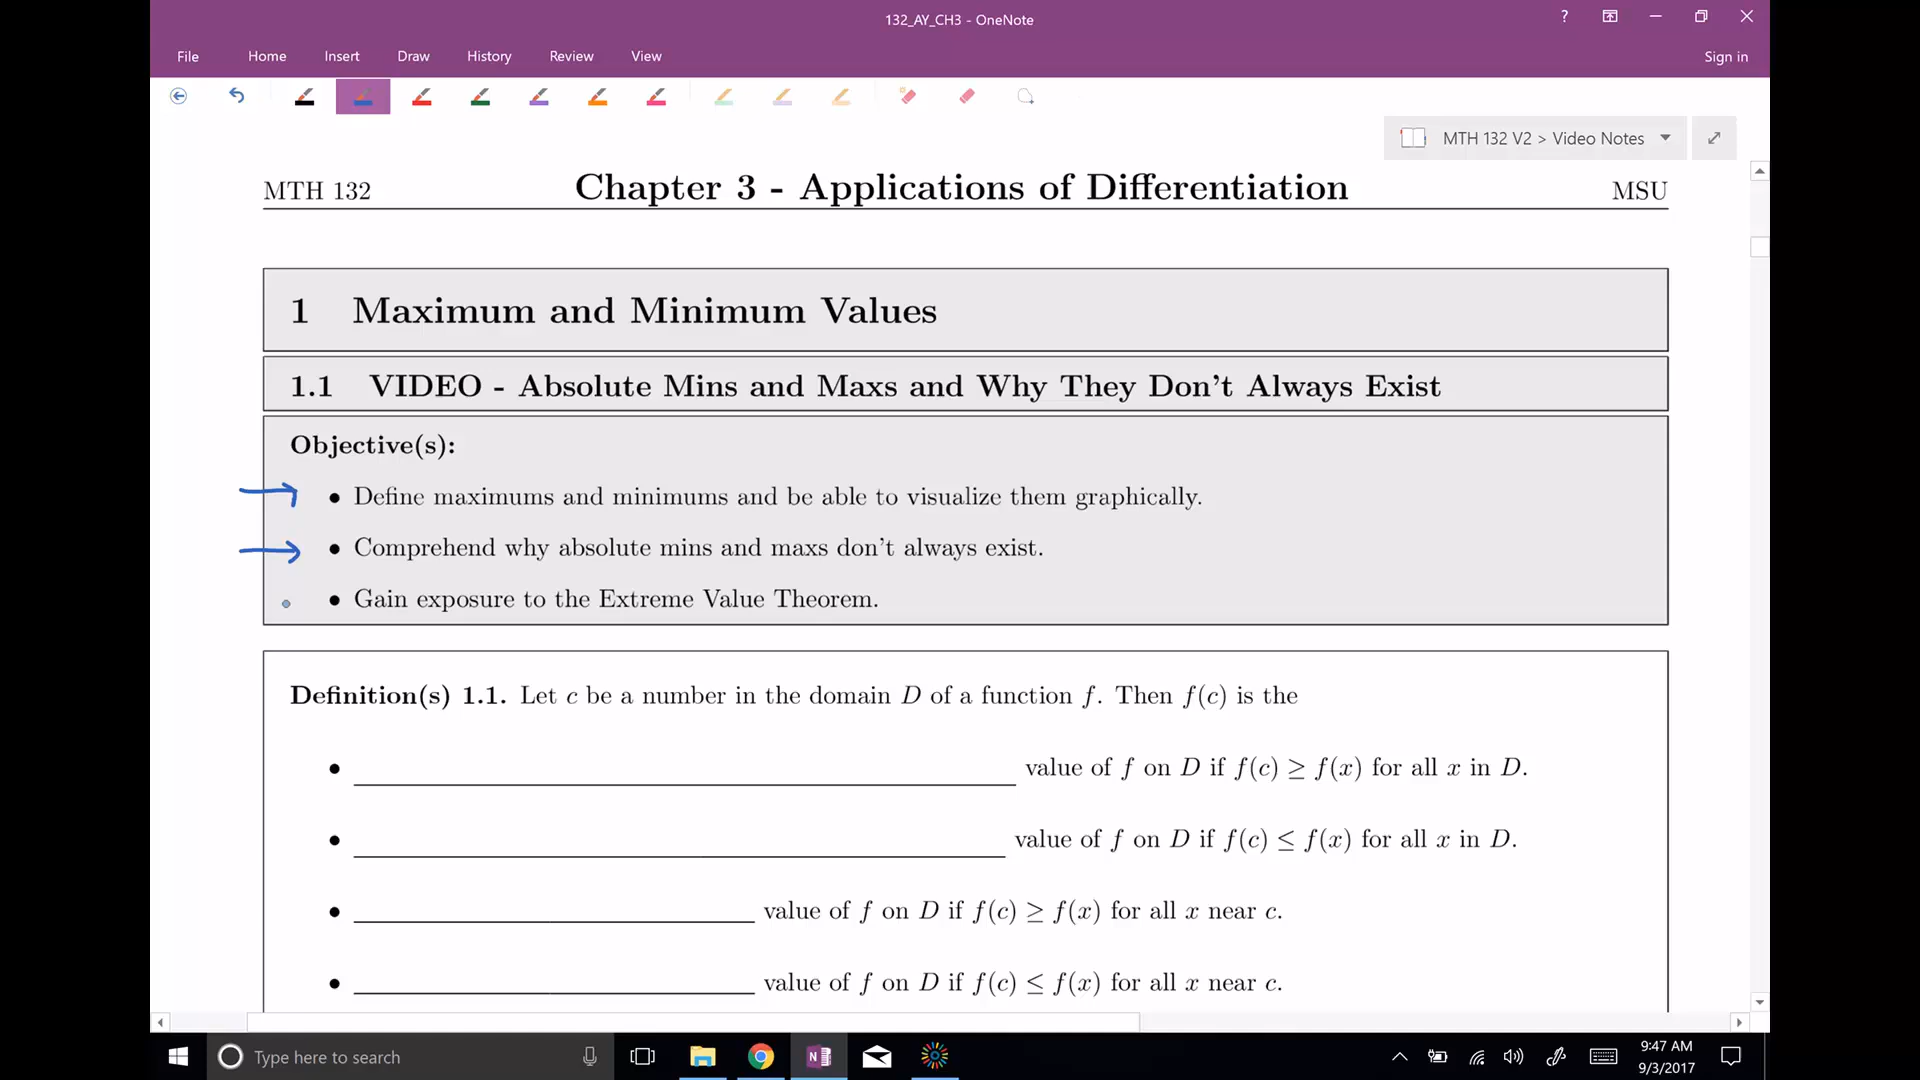 132_AY_CH3 - OneNote
?
File Home Insert Draw History Review View Sign in
MTH 132 V2 > Video Notes
MTH 132 Chapter 3 - Applications of Differentiation MSU
1 Maximum and Minimum Values
1.1 VIDEO - Absolute Mins and Maxs and Why They Don't Always Exist
Objective(s):
• Define maximums and minimums and be able to visualize them graphically.
• Comprehend why absolute mins and maxs don't always exist.
• Gain exposure to the Extreme Value Theorem.
Definition(s) 1.1. Let c be a number in the domain D of a function f. Then f(c) is the
• ____ value of f on D if f(c) ≥ f(x) for all x in D.
• ____ value of f on D if f(c) ≤ f(x) for all x in D.
• ____ value of f on D if f(c) ≥ f(x) for all x near c.
• ____ value of f on D if f(c) ≤ f(x) for all x near c.
Type here to search
N
9:47 AM
9/3/2017